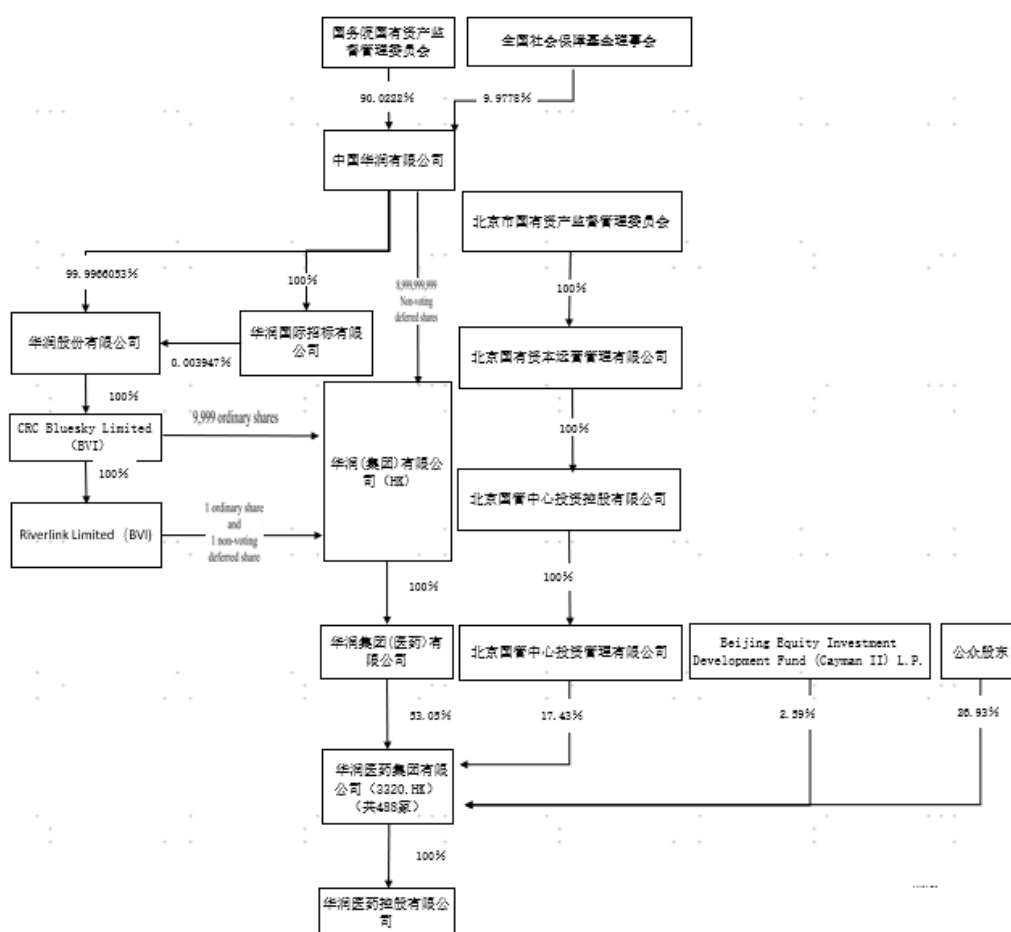 国务院国有资产监
督管理委员会
全国社会保障基金理事会
90.0222%
9.9778%
中国华润有限公司
北京市国有资产监督管理委员会
99.9966053%
100%
8,999,999,999
Non-voting
deferred shares
100%
华润股份有限公司
华润国际招标有限
公司
0.003947%
北京国有资本运营管理有限公司
100%
9,999 ordinary shares
CRC Bluesky Limited
(BVI)
100%
100%
华润(集团)有限公
司（HK）
北京国管中心投资控股有限公司
Riverlink Limited （BVI)
1 ordinary share
and
1 non-voting
deferred share
100%
100%
华润集团(医药)有
限公司
北京国管中心投资管理有限公司
Beijing Equity Investment
Development Fund (Cayman II) L.P.
公众股东
53.05%
17.43%
2.59%
26.93%
华润医药集团有限
公司（3320.HK）
（共488家）
100%
华润医药控股有限公
司